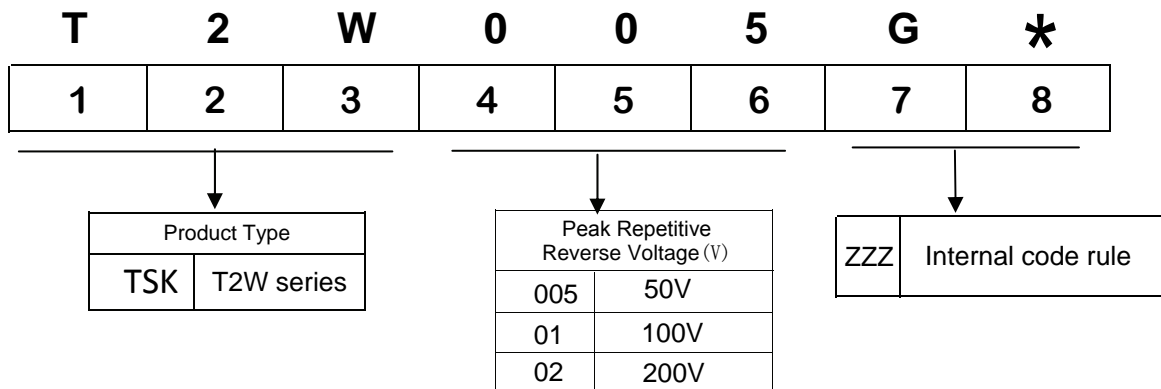 T 2 W 0 0 5 G *
1 2 3 4 5 6 7 8
Product Type
TSK T2W series
Peak Repetitive
Reverse Voltage(V)
005 50V
01 100V
02 200V
ZZZ Internal code rule